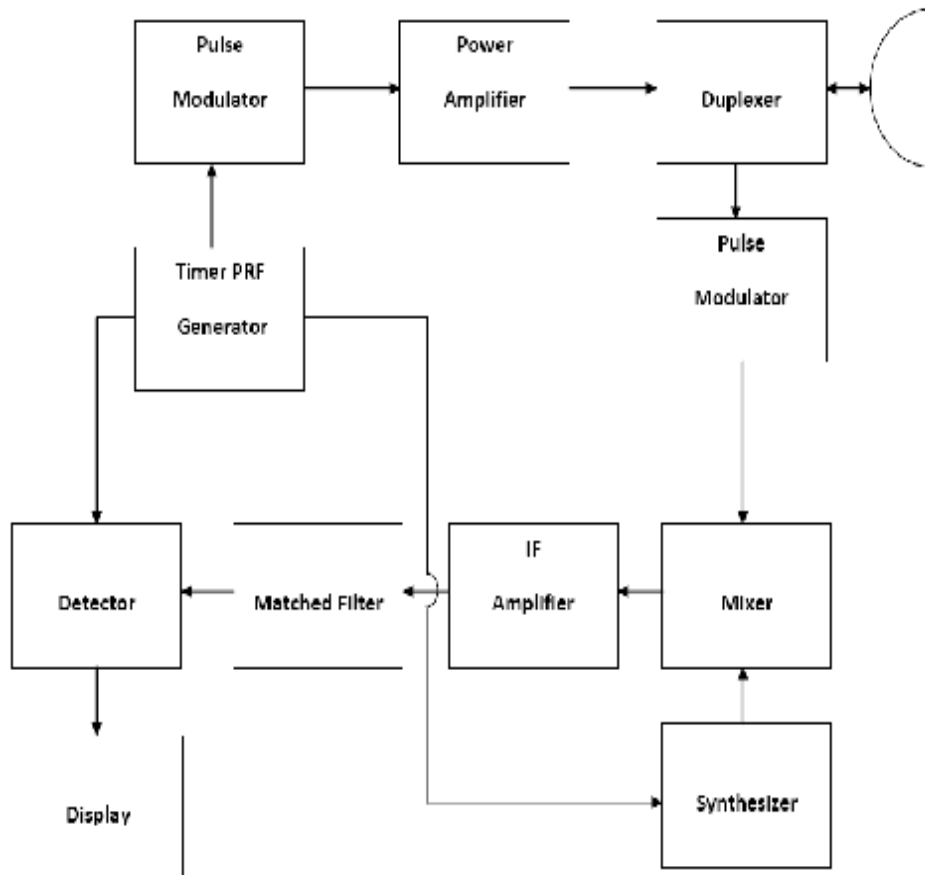 Pulse
Modulator
Power
Amplifier
Duplexer
Timer PRF
Generator
Pulse
Modulator
Detector
Matched Filter
IF
Amplifier
Mixer
Synthesizer
Display